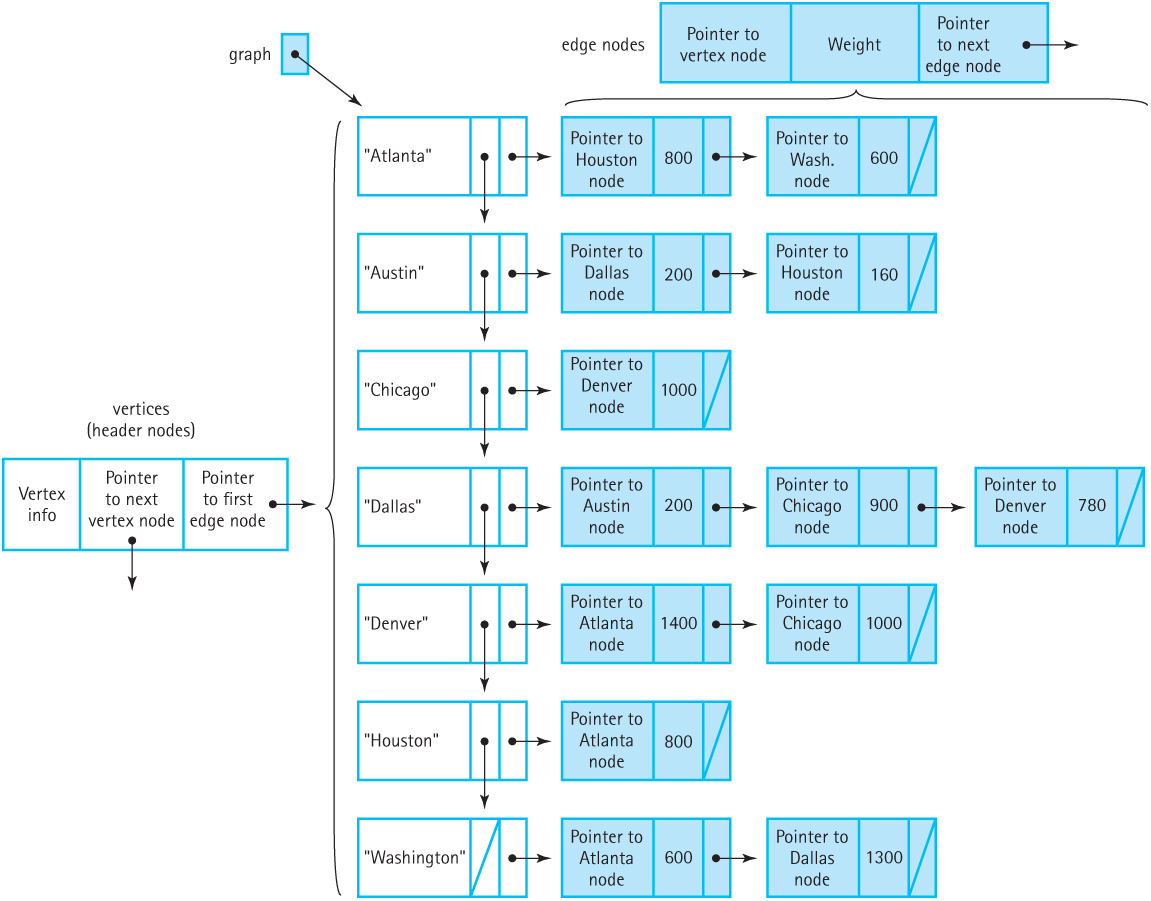 graph
edge nodes
Pointer to
vertex node
Weight
Pointer
to next
edge node
"Atlanta"
Pointer to
Houston
node
800
Pointer to
Wash.
node
600
"Austin"
Pointer to
Dallas
node
200
Pointer to
Houston
node
160
"Chicago"
Pointer to
Denver
node
1000
vertices
(header nodes)
Vertex
info
Pointer
to next
vertex node
Pointer
to first
edge node
"Dallas"
Pointer to
Austin
node
200
Pointer to
Chicago
node
900
Pointer to
Denver
node
780
"Denver"
Pointer to
Atlanta
node
1400
Pointer to
Chicago
node
1000
"Houston"
Pointer to
Atlanta
node
800
"Washington"
Pointer to
Atlanta
node
600
Pointer to
Dallas
node
1300